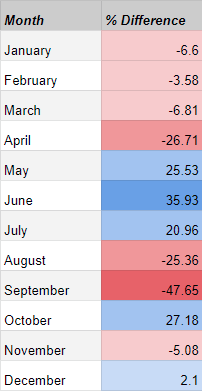 Month % Difference
January -6.6
February -3.58
March -6.81
April -26.71
May 25.53
June 35.93
July 20.96
August -25.36
September -47.65
October 27.18
November -5.08
December 2.1